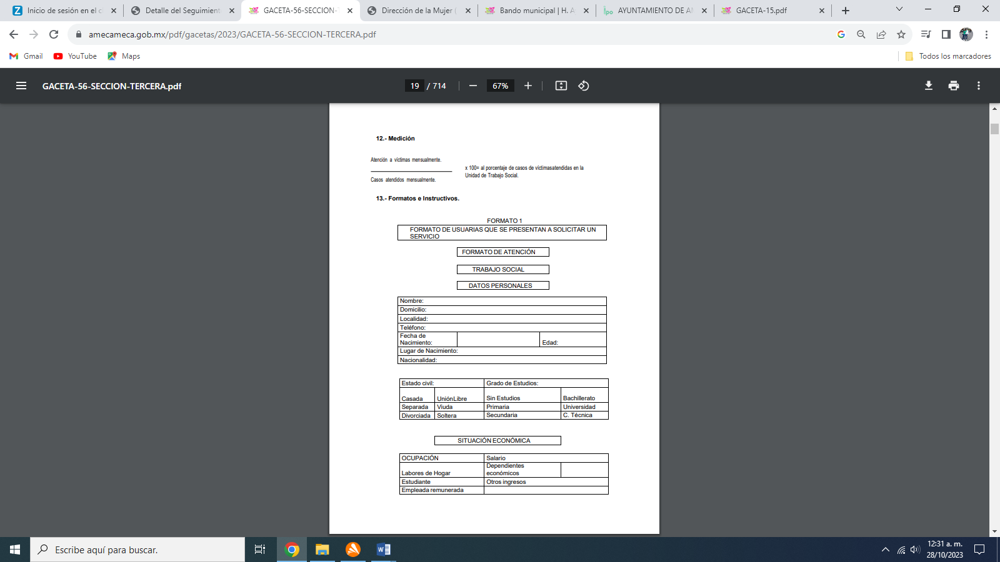 Inicio de sesión en el c
Detalle del Seguimient
GACETA-56-SECCION-T
Dirección de la Mujer (
Bando municipal | H. A
AYUNTAMIENTO DE AM
GACETA-15.pdf
amecameca.gob.mx/pdf/gacetas/2023/GACETA-56-SECCION-TERCERA.pdf
Gmail
YouTube
Maps
Todos los marcadores
GACETA-56-SECCION-TERCERA.pdf
19 / 714
67%
12.- Medición
Atención a víctimas mensualmente.
Casos atendidos mensualmente.
x 100= al porcentaje de casos de víctimasatendidas en la
Unidad de Trabajo Social.
13.- Formatos e Instructivos.
FORMATO 1
FORMATO DE USUARIAS QUE SE PRESENTAN A SOLICITAR UN
SERVICIO
FORMATO DE ATENCIÓN
TRABAJO SOCIAL
DATOS PERSONALES
Nombre:
Domicilio:
Localidad:
Teléfono:
Fecha de
Nacimiento:
Edad:
Lugar de Nacimiento:
Nacionalidad:
Estado civil: Grado de Estudios:
Casada UniónLibre Sin Estudios Bachillerato
Separada Viuda Primaria Universidad
Divorciada Soltera Secundaria C. Técnica
SITUACIÓN ECONÓMICA
OCUPACIÓN Salario
Labores de Hogar
Dependientes
económicos
Estudiante Otros ingresos
Empleada remunerada
Escribe aquí para buscar.
12:31 a. m.
28/10/2023